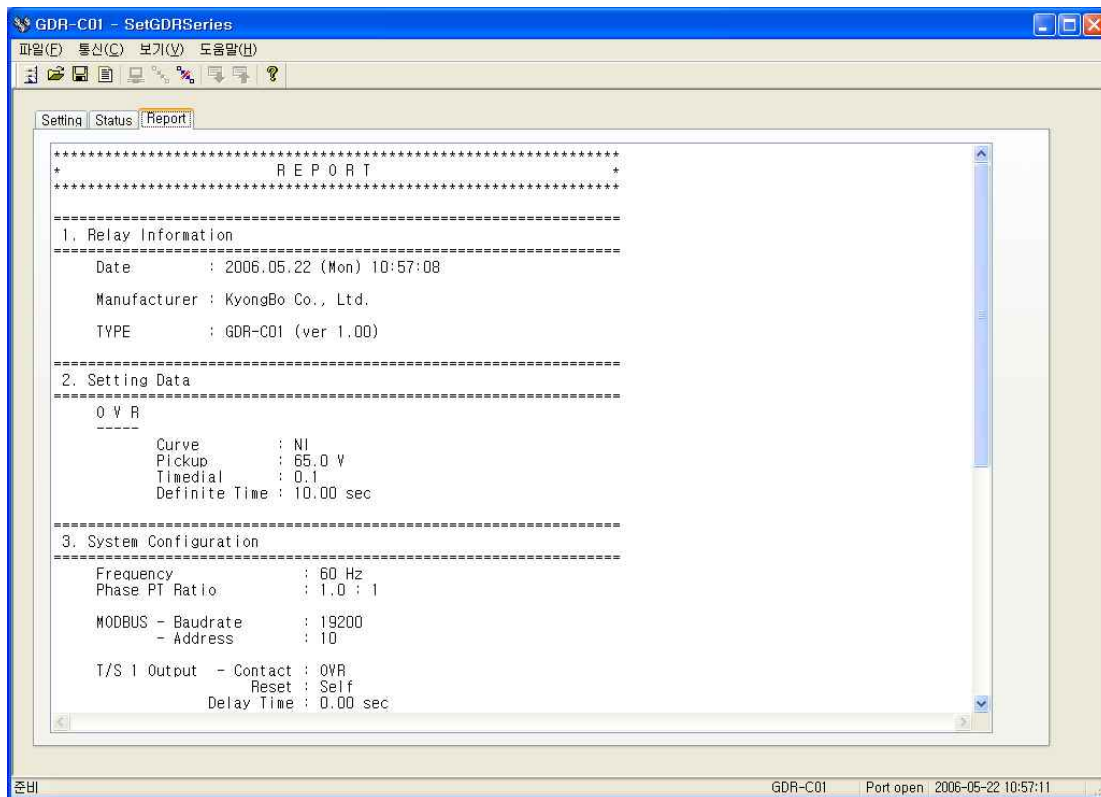 GDR-C01 - SetGDRSeries
파일(F) 통신(C) 보기(V) 도움말(H)
Setting Status Report
*******************************************************************
* R E P O R T *
*******************************************************************
===================================================================
1. Relay Information
===================================================================
Date : 2006.05.22 (Mon) 10:57:08
Manufacturer : KyongBo Co., Ltd.
TYPE : GDR-C01 (ver 1.00)
===================================================================
2. Setting Data
===================================================================
O V R
-----
Curve : NI
Pickup : 65.0 V
Timedial : 0.1
Definite Time : 10.00 sec
===================================================================
3. System Configuration
===================================================================
Frequency : 60 Hz
Phase PT Ratio : 1.0 : 1
MODBUS - Baudrate : 19200
- Address : 10
T/S 1 Output - Contact : OVR
Reset : Self
Delay Time : 0.00 sec
준비 GDR-C01 Port open 2006-05-22 10:57:11